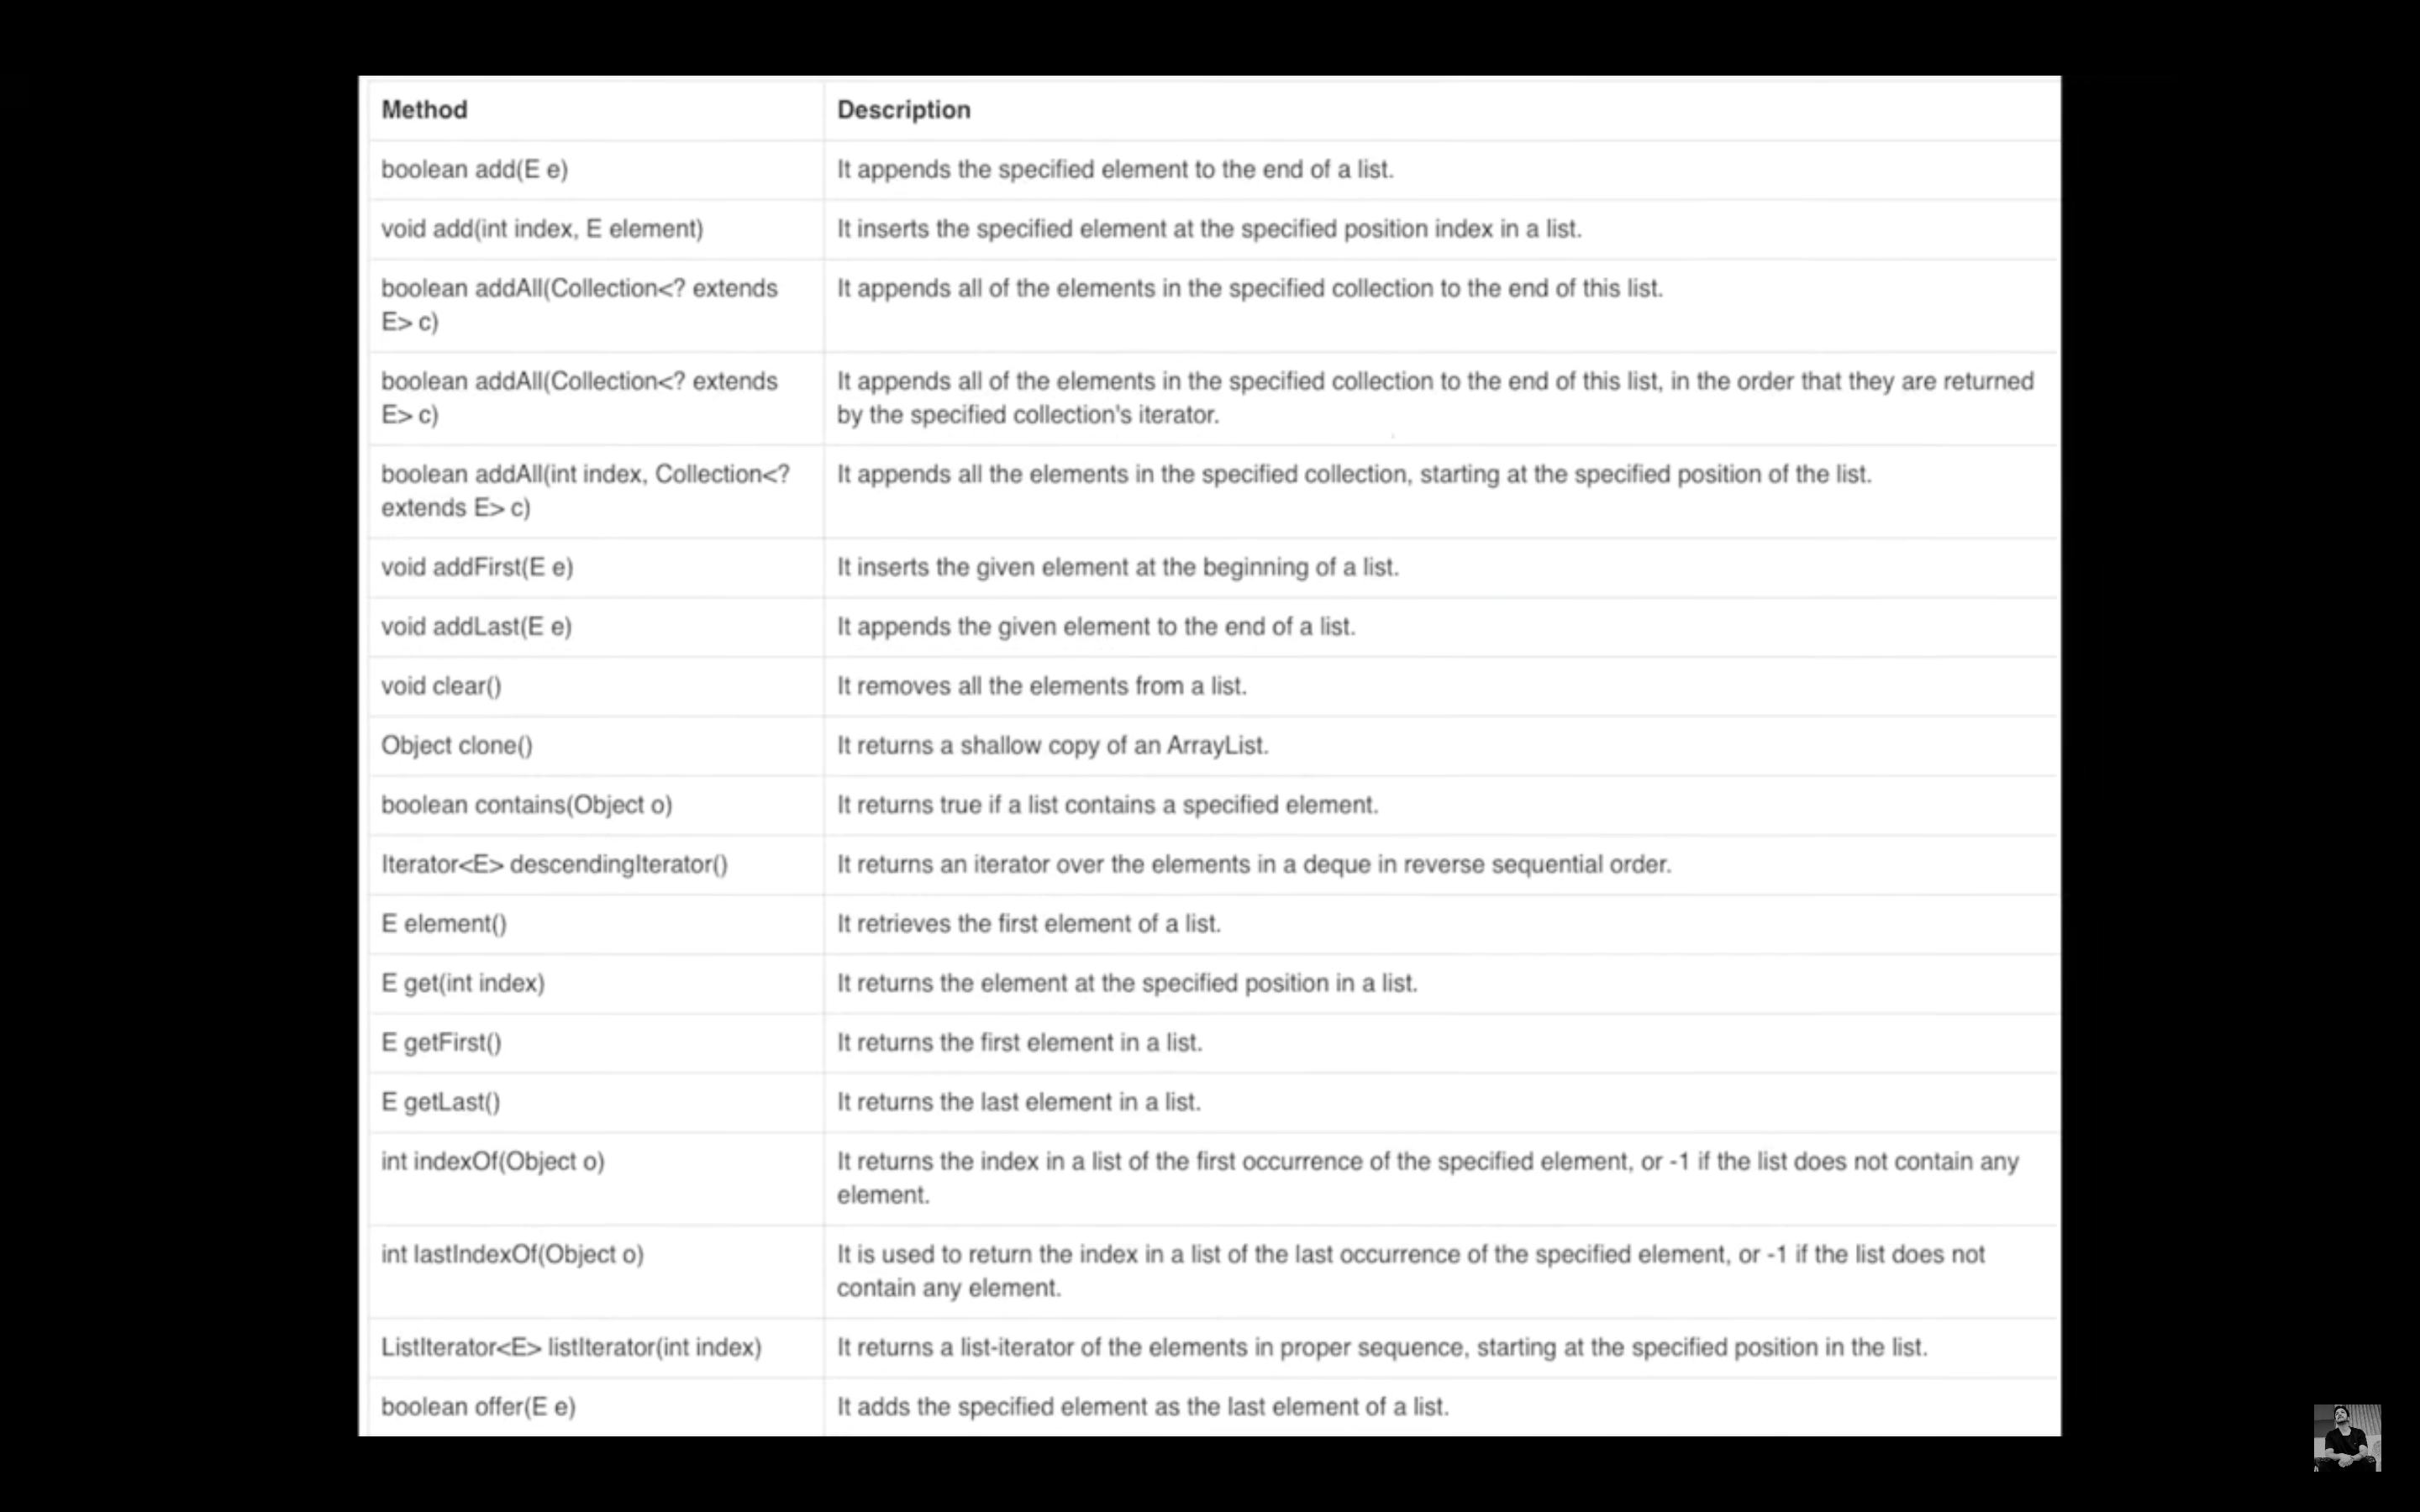 Method Description
boolean add(E e) It appends the specified element to the end of a list.
void add(int index, E element) It inserts the specified element at the specified position index in a list.
boolean addAll(Collection<? extends It appends all of the elements in the specified collection to the end of this list.
E> c)
boolean addAll(Collection<? extends It appends all of the elements in the specified collection to the end of this list, in the order that they are returned
E> c) by the specified collection's iterator.
boolean addAll(int index, Collection<? It appends all the elements in the specified collection, starting at the specified position of the list.
extends E> c)
void addFirst(E e) It inserts the given element at the beginning of a list.
void addLast(E e) It appends the given element to the end of a list.
void clear() It removes all the elements from a list.
Object clone() It returns a shallow copy of an ArrayList.
boolean contains(Object o) It returns true if a list contains a specified element.
Iterator<E> descendingIterator() It returns an iterator over the elements in a deque in reverse sequential order.
E element() It retrieves the first element of a list.
E get(int index) It returns the element at the specified position in a list.
E getFirst() It returns the first element in a list.
E getLast() It returns the last element in a list.
int indexOf(Object o) It returns the index in a list of the first occurrence of the specified element, or -1 if the list does not contain any
element.
int lastIndexOf(Object o) It is used to return the index in a list of the last occurrence of the specified element, or -1 if the list does not
contain any element.
ListIterator<E> listIterator(int index) It returns a list-iterator of the elements in proper sequence, starting at the specified position in the list.
boolean offer(E e) It adds the specified element as the last element of a list.